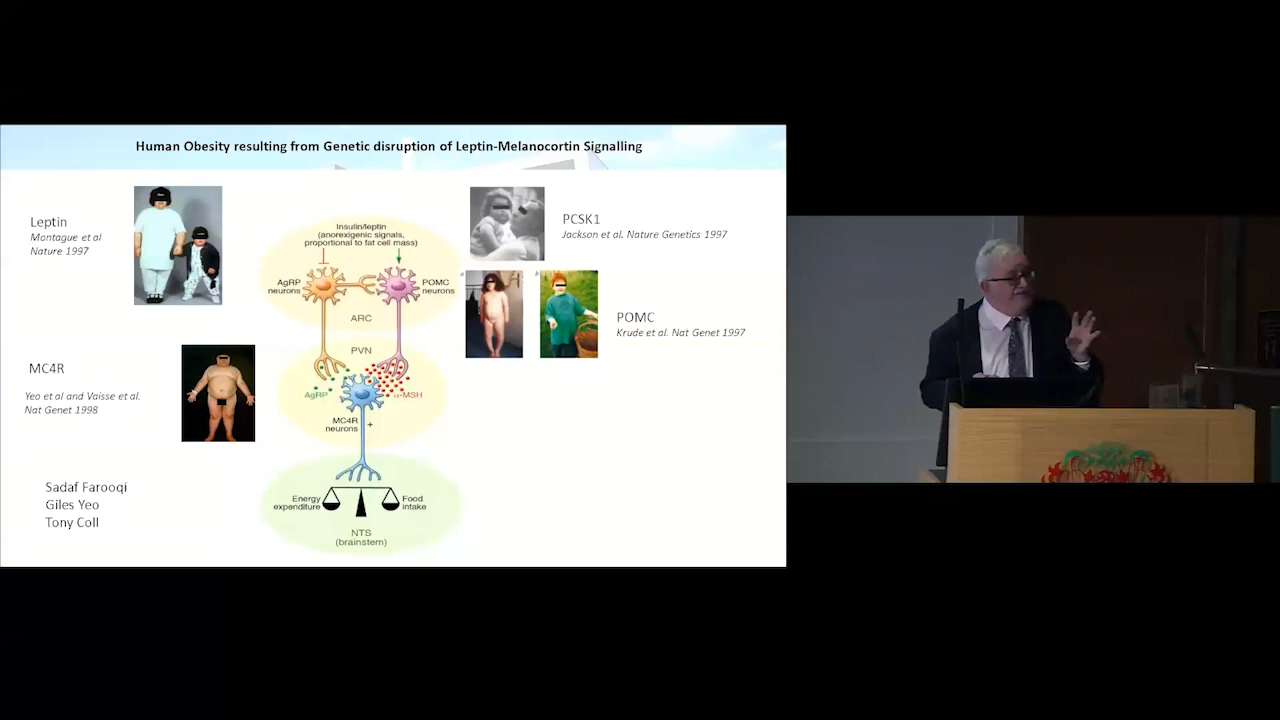 Human Obesity resulting from Genetic disruption of Leptin-Melanocortin Signalling
Leptin
Montague et al
Nature 1997
MC4R
Yeo et al and Vaisse et al.
Nat Genet 1998
Sadaf Farooqi
Giles Yeo
Tony Coll
Insulin/leptin
(anorexigenic signals,
proportional to fat cell mass)
AgRP
neurons
POMC
neurons
ARC
PVN
AgRP
α-MSH
MC4R
neurons
+
Energy
expenditure
Food
intake
NTS
(brainstem)
PCSK1
Jackson et al. Nature Genetics 1997
a
b
POMC
Krude et al. Nat Genet 1997